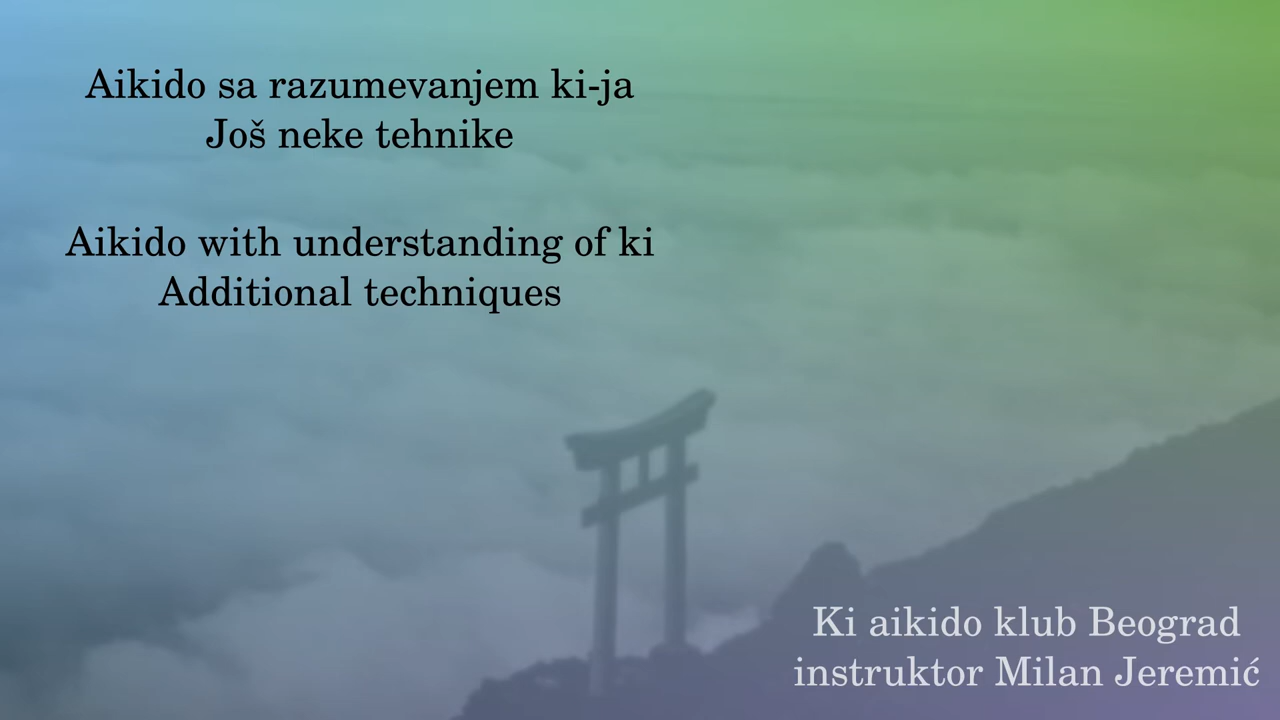 Aikido sa razumevanjem ki-ja
Još neke tehnike
Aikido with understanding of ki
Additional techniques
Ki aikido klub Beograd
instruktor Milan Jeremić